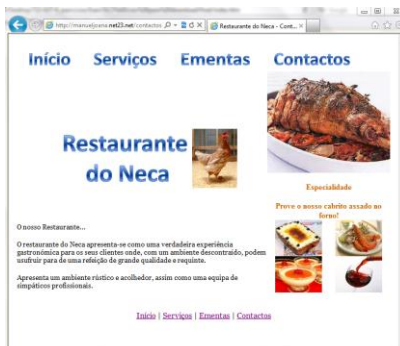 http://manueljoana.net23.net/contactos
Restaurante do Neca - Cont...
Início Serviços Ementas Contactos
Restaurante
do Neca
Especialidade
Prove o nosso cabrito assado no
forno!
O nosso Restaurante...
O restaurante do Neca apresenta-se como uma verdadeira experiência
gastronómica para os seus clientes onde, com um ambiente descontraído, podem
usufruir para de uma refeição de grande qualidade e requinte.
Apresenta um ambiente rústico e acolhedor, assim como uma equipa de
simpáticos profissionais.
Início | Serviços | Ementas | Contactos